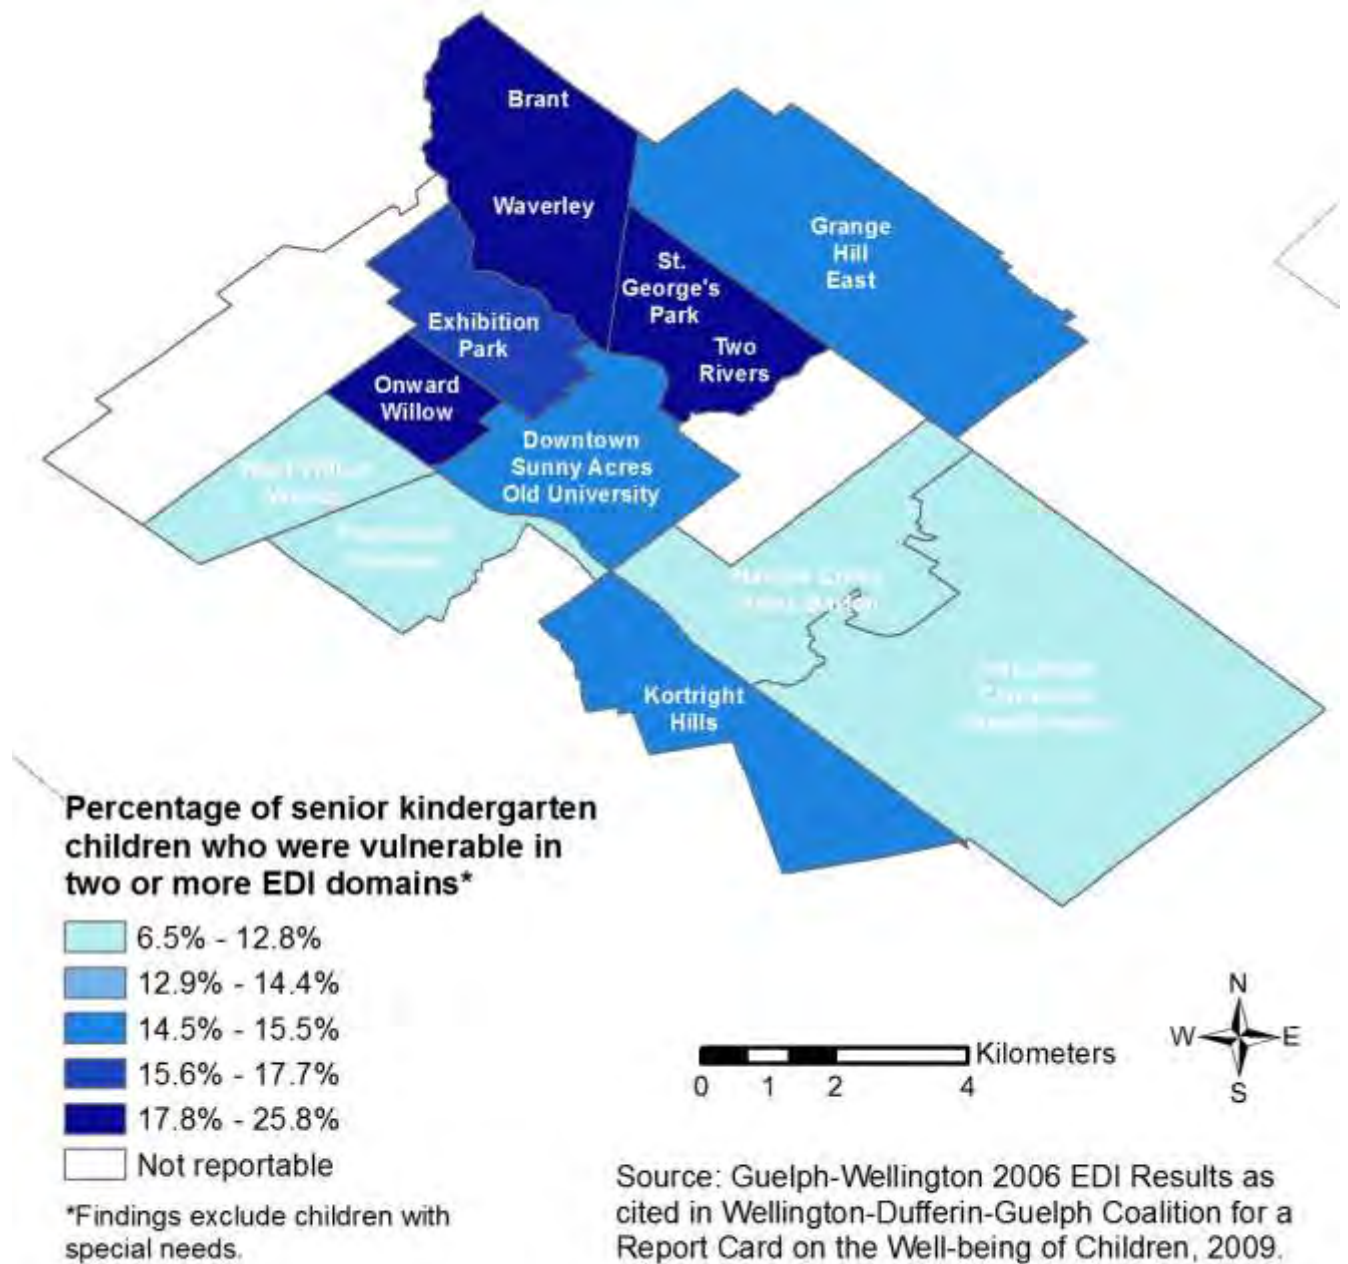 Brant
Waverley
Grange
Hill
East
St.
George's
Park
Two
Rivers
Exhibition
Park
Onward
Willow
Downtown
Sunny Acres
Old University
Kortright
Hills
Percentage of senior kindergarten
children who were vulnerable in
two or more EDI domains*
6.5% - 12.8%
12.9% - 14.4%
14.5% - 15.5%
15.6% - 17.7%
17.8% - 25.8%
Not reportable
*Findings exclude children with
special needs.
N
W
E
S
Kilometers
0 1 2 4
Source: Guelph-Wellington 2006 EDI Results as
cited in Wellington-Dufferin-Guelph Coalition for a
Report Card on the Well-being of Children, 2009.